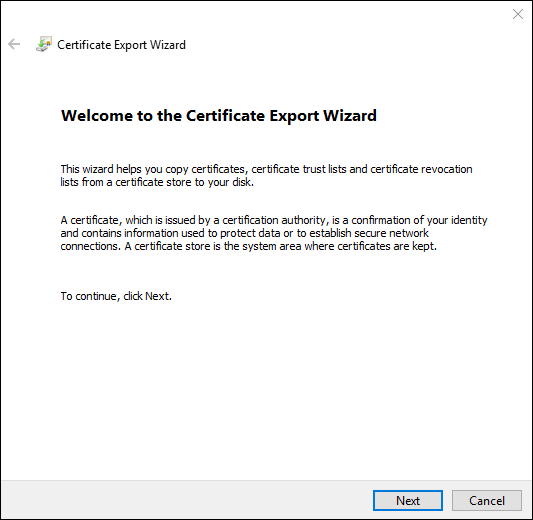 Certificate Export Wizard
Welcome to the Certificate Export Wizard
This wizard helps you copy certificates, certificate trust lists and certificate revocation
lists from a certificate store to your disk.
A certificate, which is issued by a certification authority, is a confirmation of your identity
and contains information used to protect data or to establish secure network
connections. A certificate store is the system area where certificates are kept.
To continue, click Next.
Next Cancel